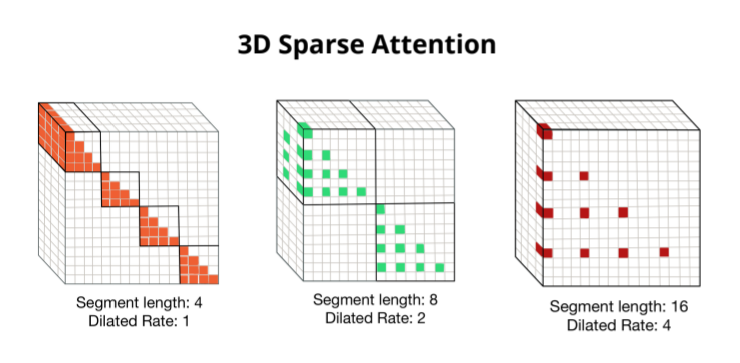 3D Sparse Attention
Segment length: 4
Dilated Rate: 1
Segment length: 8
Dilated Rate: 2
Segment length: 16
Dilated Rate: 4